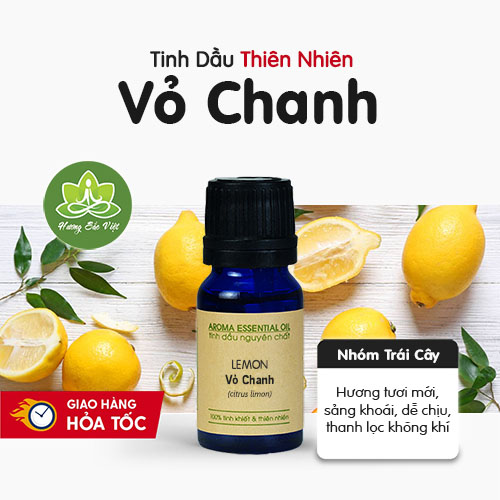 Tinh Dầu Thiên Nhiên
Vỏ Chanh
Hương Sắc Việt
AROMA ESSENTIAL OIL
tinh dầu nguyên chất
LEMON
Vỏ Chanh
(citrus limon)
100% tinh khiết & thiên nhiên
Nhóm Trái Cây
Hương tươi mới,
sảng khoái, dễ chịu,
thanh lọc không khí
GIAO HÀNG
HỎA TỐC